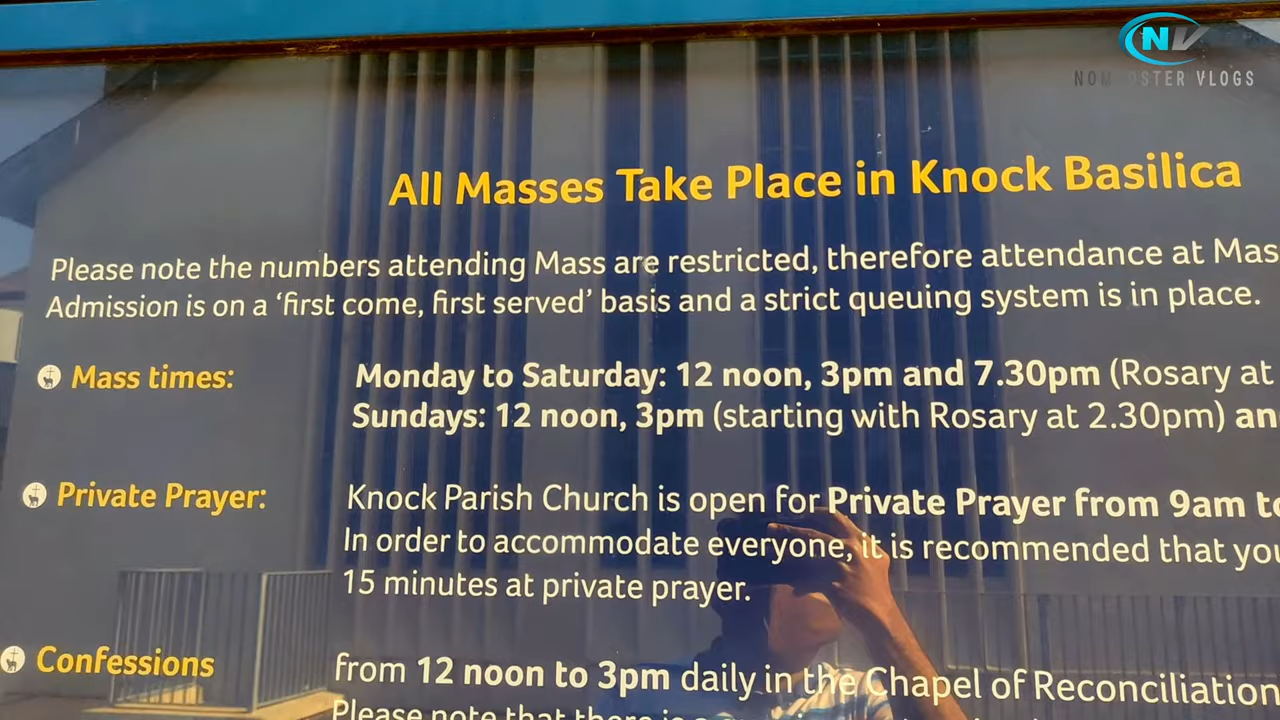 NV
VLOGS
All Masses Take Place in Knock Basilica
Please note the numbers attending Mass are restricted, therefore attendance at Mas
Admission is on a ‘first come, first served’ basis and a strict queuing system is in place.
Mass times:
Monday to Saturday: 12 noon, 3pm and 7.30pm (Rosary at
Sundays: 12 noon, 3pm (starting with Rosary at 2.30pm) an
Private Prayer:
Knock Parish Church is open for Private Prayer from 9am to
In order to accommodate everyone, it is recommended that you
15 minutes at private prayer.
Confessions
from 12 noon to 3pm daily in the Chapel of Reconciliation
Please note that there is a